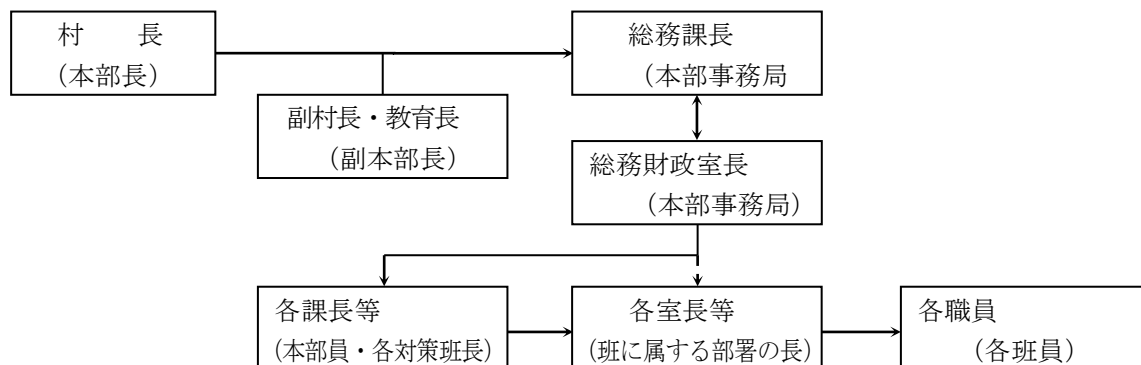 村　　長
(本部長)
総務課長
(本部事務局
副村長・教育長
(副本部長)
総務財政室長
(本部事務局)
各課長等
(本部員・各対策班長)
各室長等
(班に属する部署の長)
各職員
(各班員)